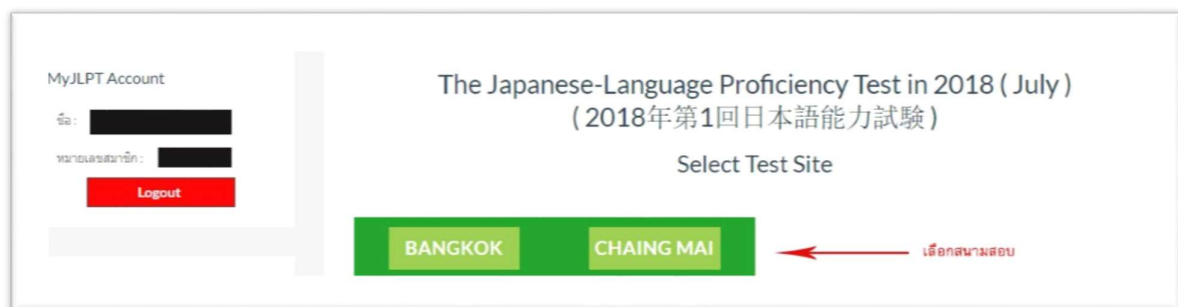 MyJLPT Account
ชื่อ :
หมายเลขสมาชิก :
Logout
The Japanese-Language Proficiency Test in 2018 ( July )
( 2018年第1回日本語能力試験 )
Select Test Site
BANGKOK
CHAING MAI
เลือกสนามสอบ